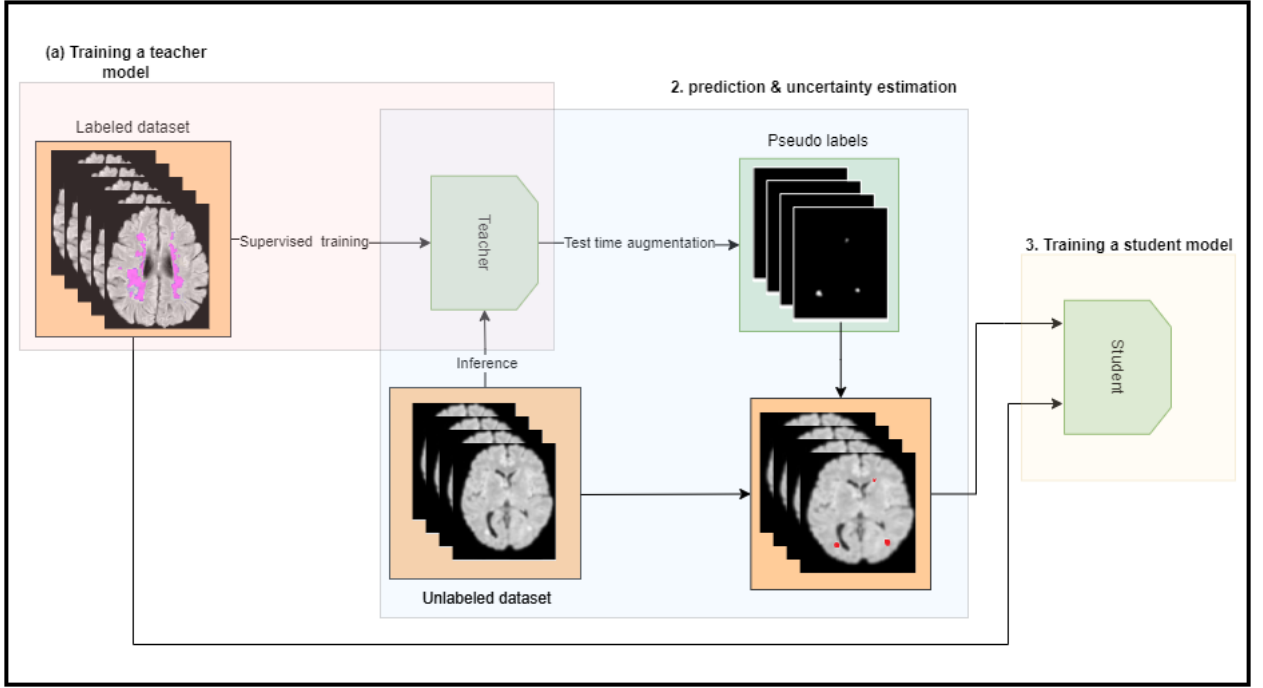 (a) Training a teacher
model
2. prediction & uncertainty estimation
Labeled dataset
Pseudo labels
Supervised training
Teacher
Test time augmentation
3. Training a student model
Inference
Student
Unlabeled dataset